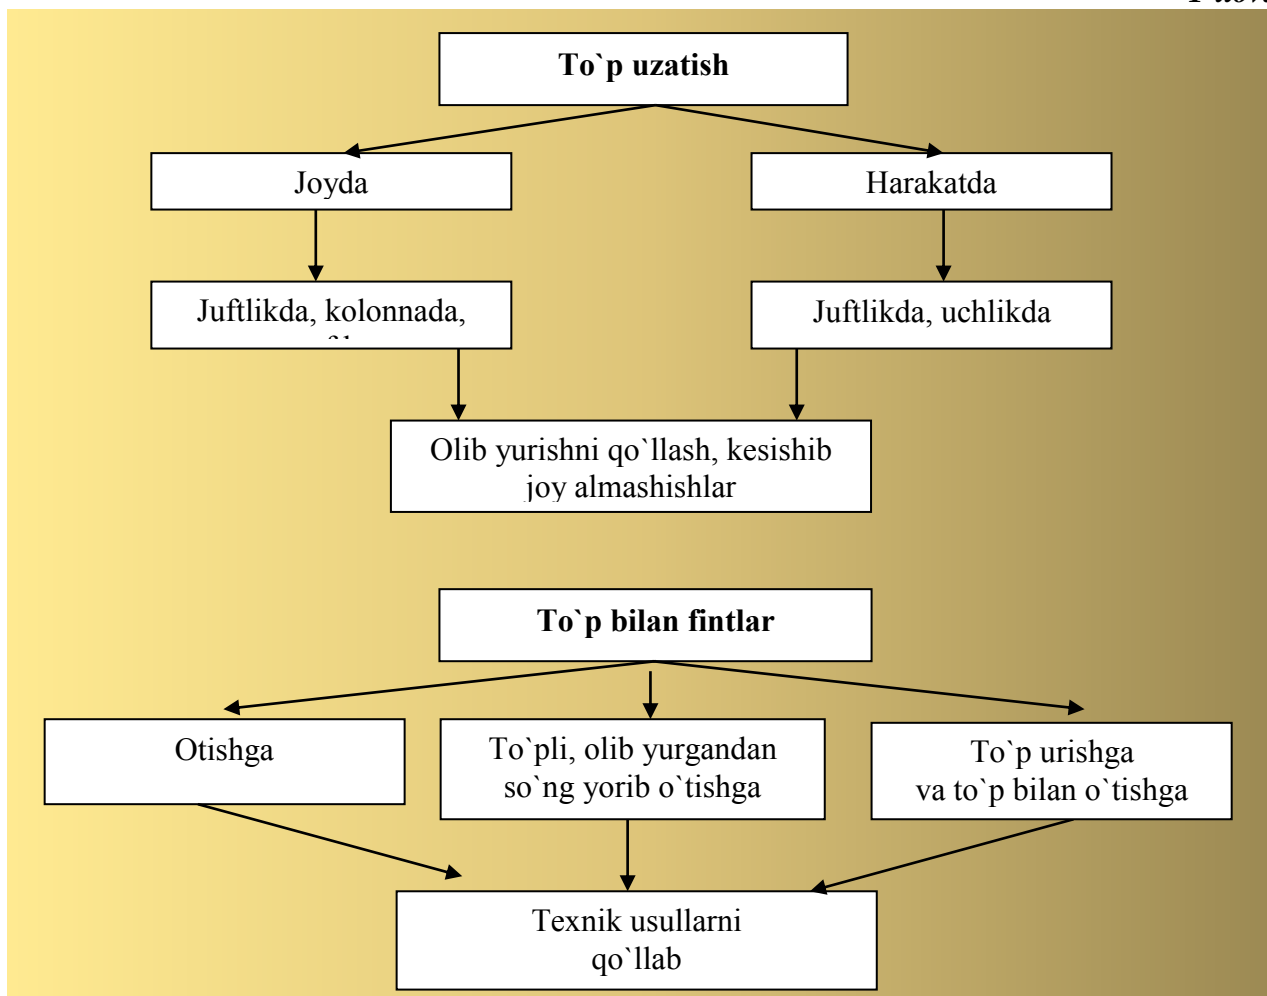 To`p uzatish
Joyda
Harakatda
Juftlikda, kolonnada,
Juftlikda, uchlikda
Olib yurishni qo`llash, kesishib
joy almashishlar
To`p bilan fintlar
Otishga
To`pli, olib yurgandan
so`ng yorib o`tishga
To`p urishga
va to`p bilan o`tishga
Texnik usullarni
qo`llab